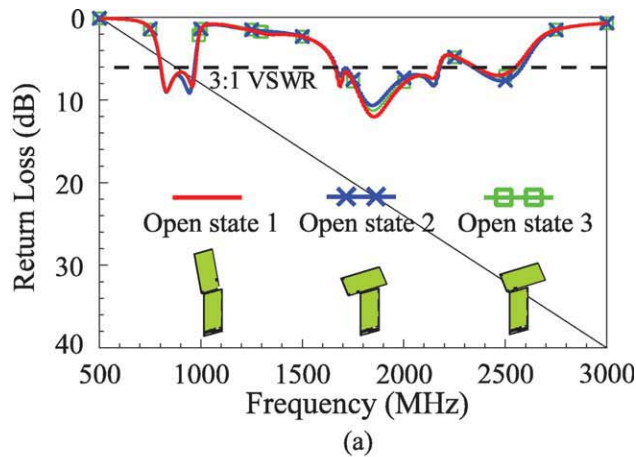 0
10
20
30
40
Return Loss (dB)
3:1 VSWR
Open state 1 Open state 2 Open state 3
500 1000 1500 2000 2500 3000
Frequency (MHz)
(a)